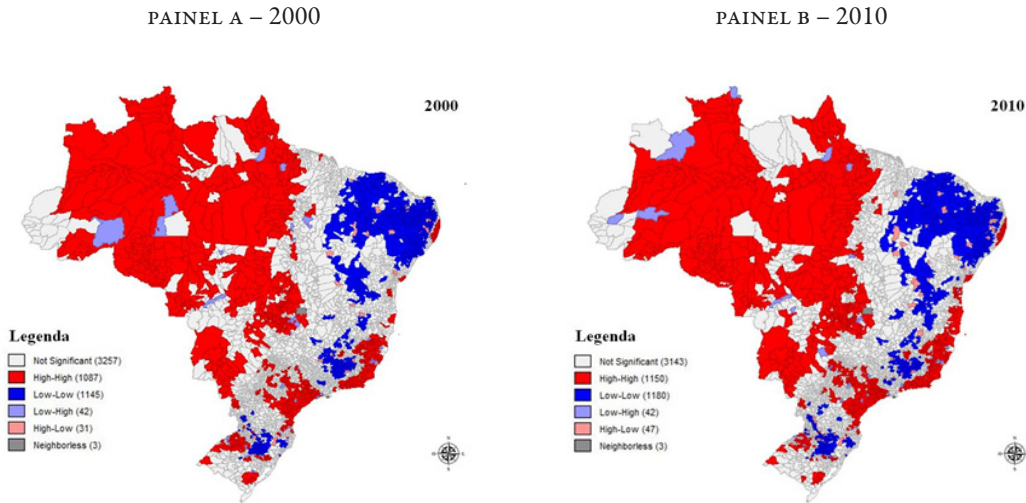 PAINEL A – 2000
PAINEL B – 2010
2000
2010
Legenda
Not Significant (3257)
High-High (1087)
Low-Low (1145)
Low-High (42)
High-Low (31)
Neighborless (3)
Legenda
Not Significant (3143)
High-High (1150)
Low-Low (1180)
Low-High (42)
High-Low (47)
Neighborless (3)